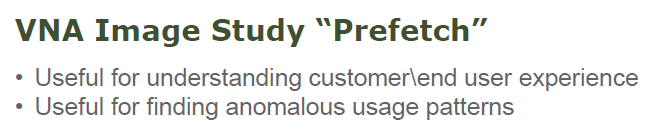 VNA Image Study “Prefetch”
• Useful for understanding customer\end user experience
• Useful for finding anomalous usage patterns